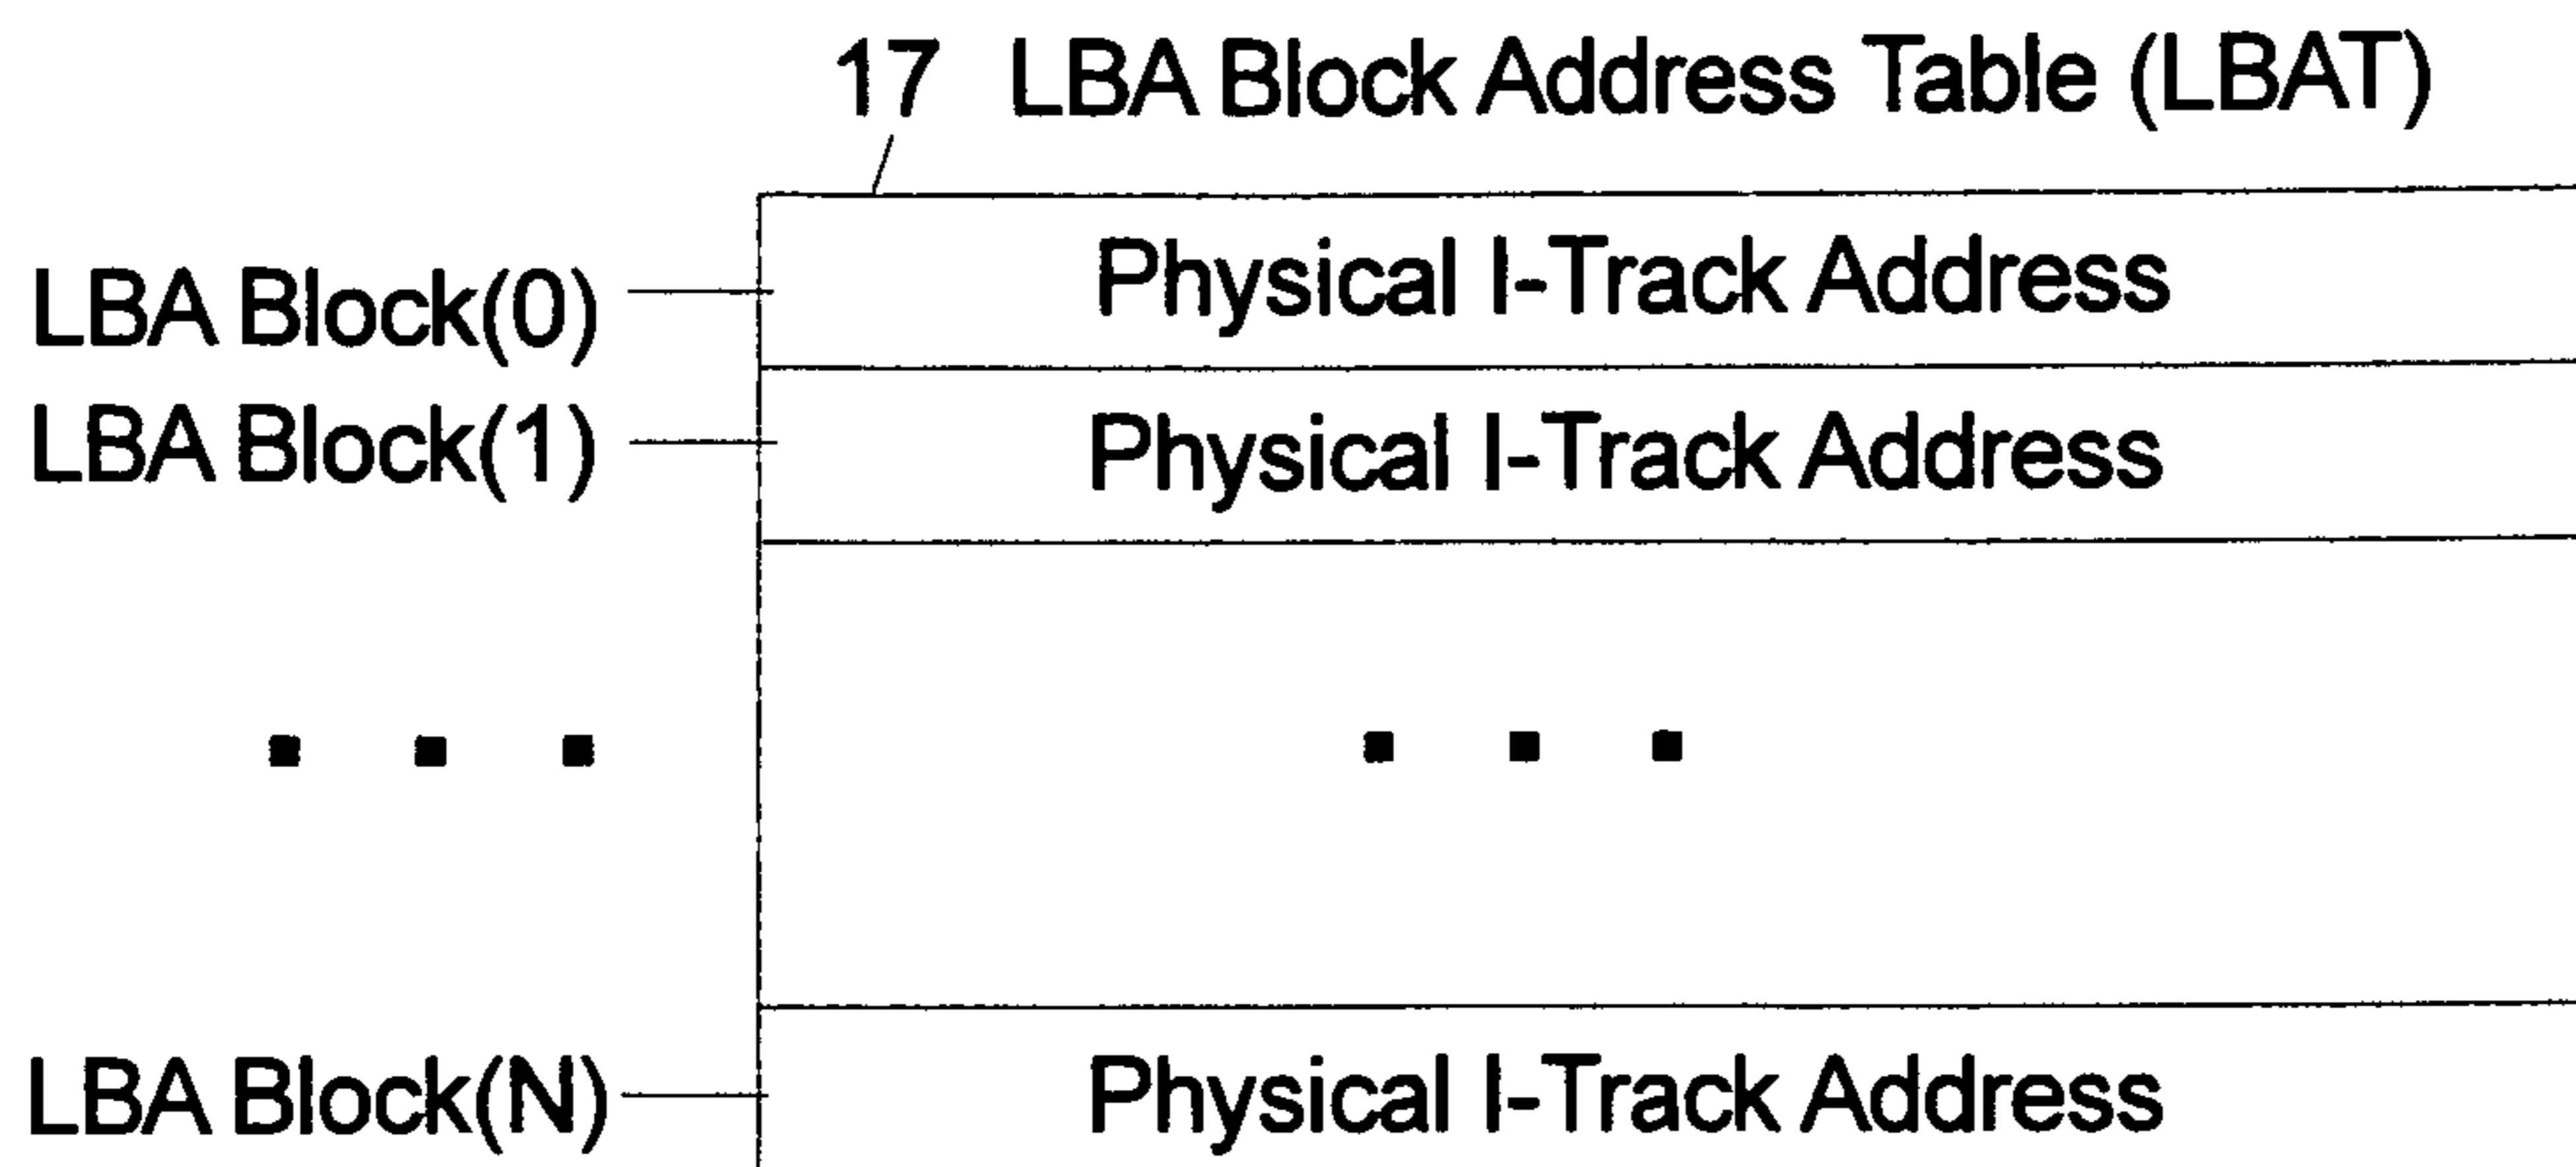 17 LBA Block Address Table (LBAT)
LBA Block(0) Physical I-Track Address
LBA Block(1) Physical I-Track Address
. . . . . .
LBA Block(N) Physical I-Track Address